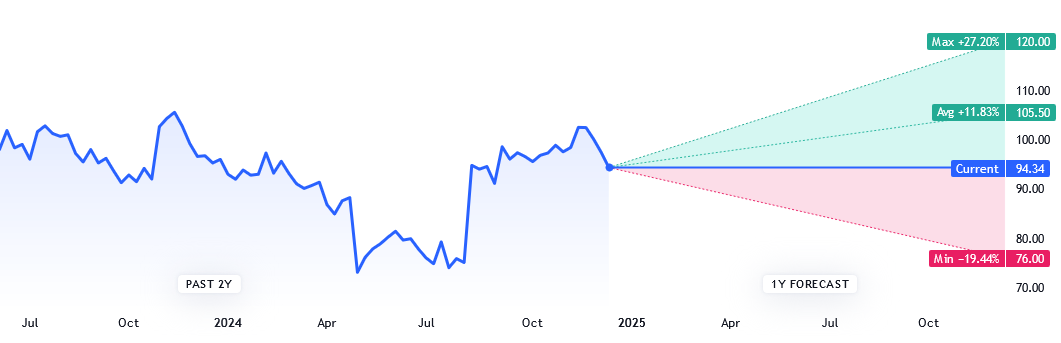 Max +27.20% 120.00
110.00
Avg +11.83% 105.50
100.00
Current 94.34
90.00
80.00
Min −19.44% 76.00
70.00
PAST 2Y 1Y FORECAST
Jul Oct 2024 Apr Jul Oct 2025 Apr Jul Oct